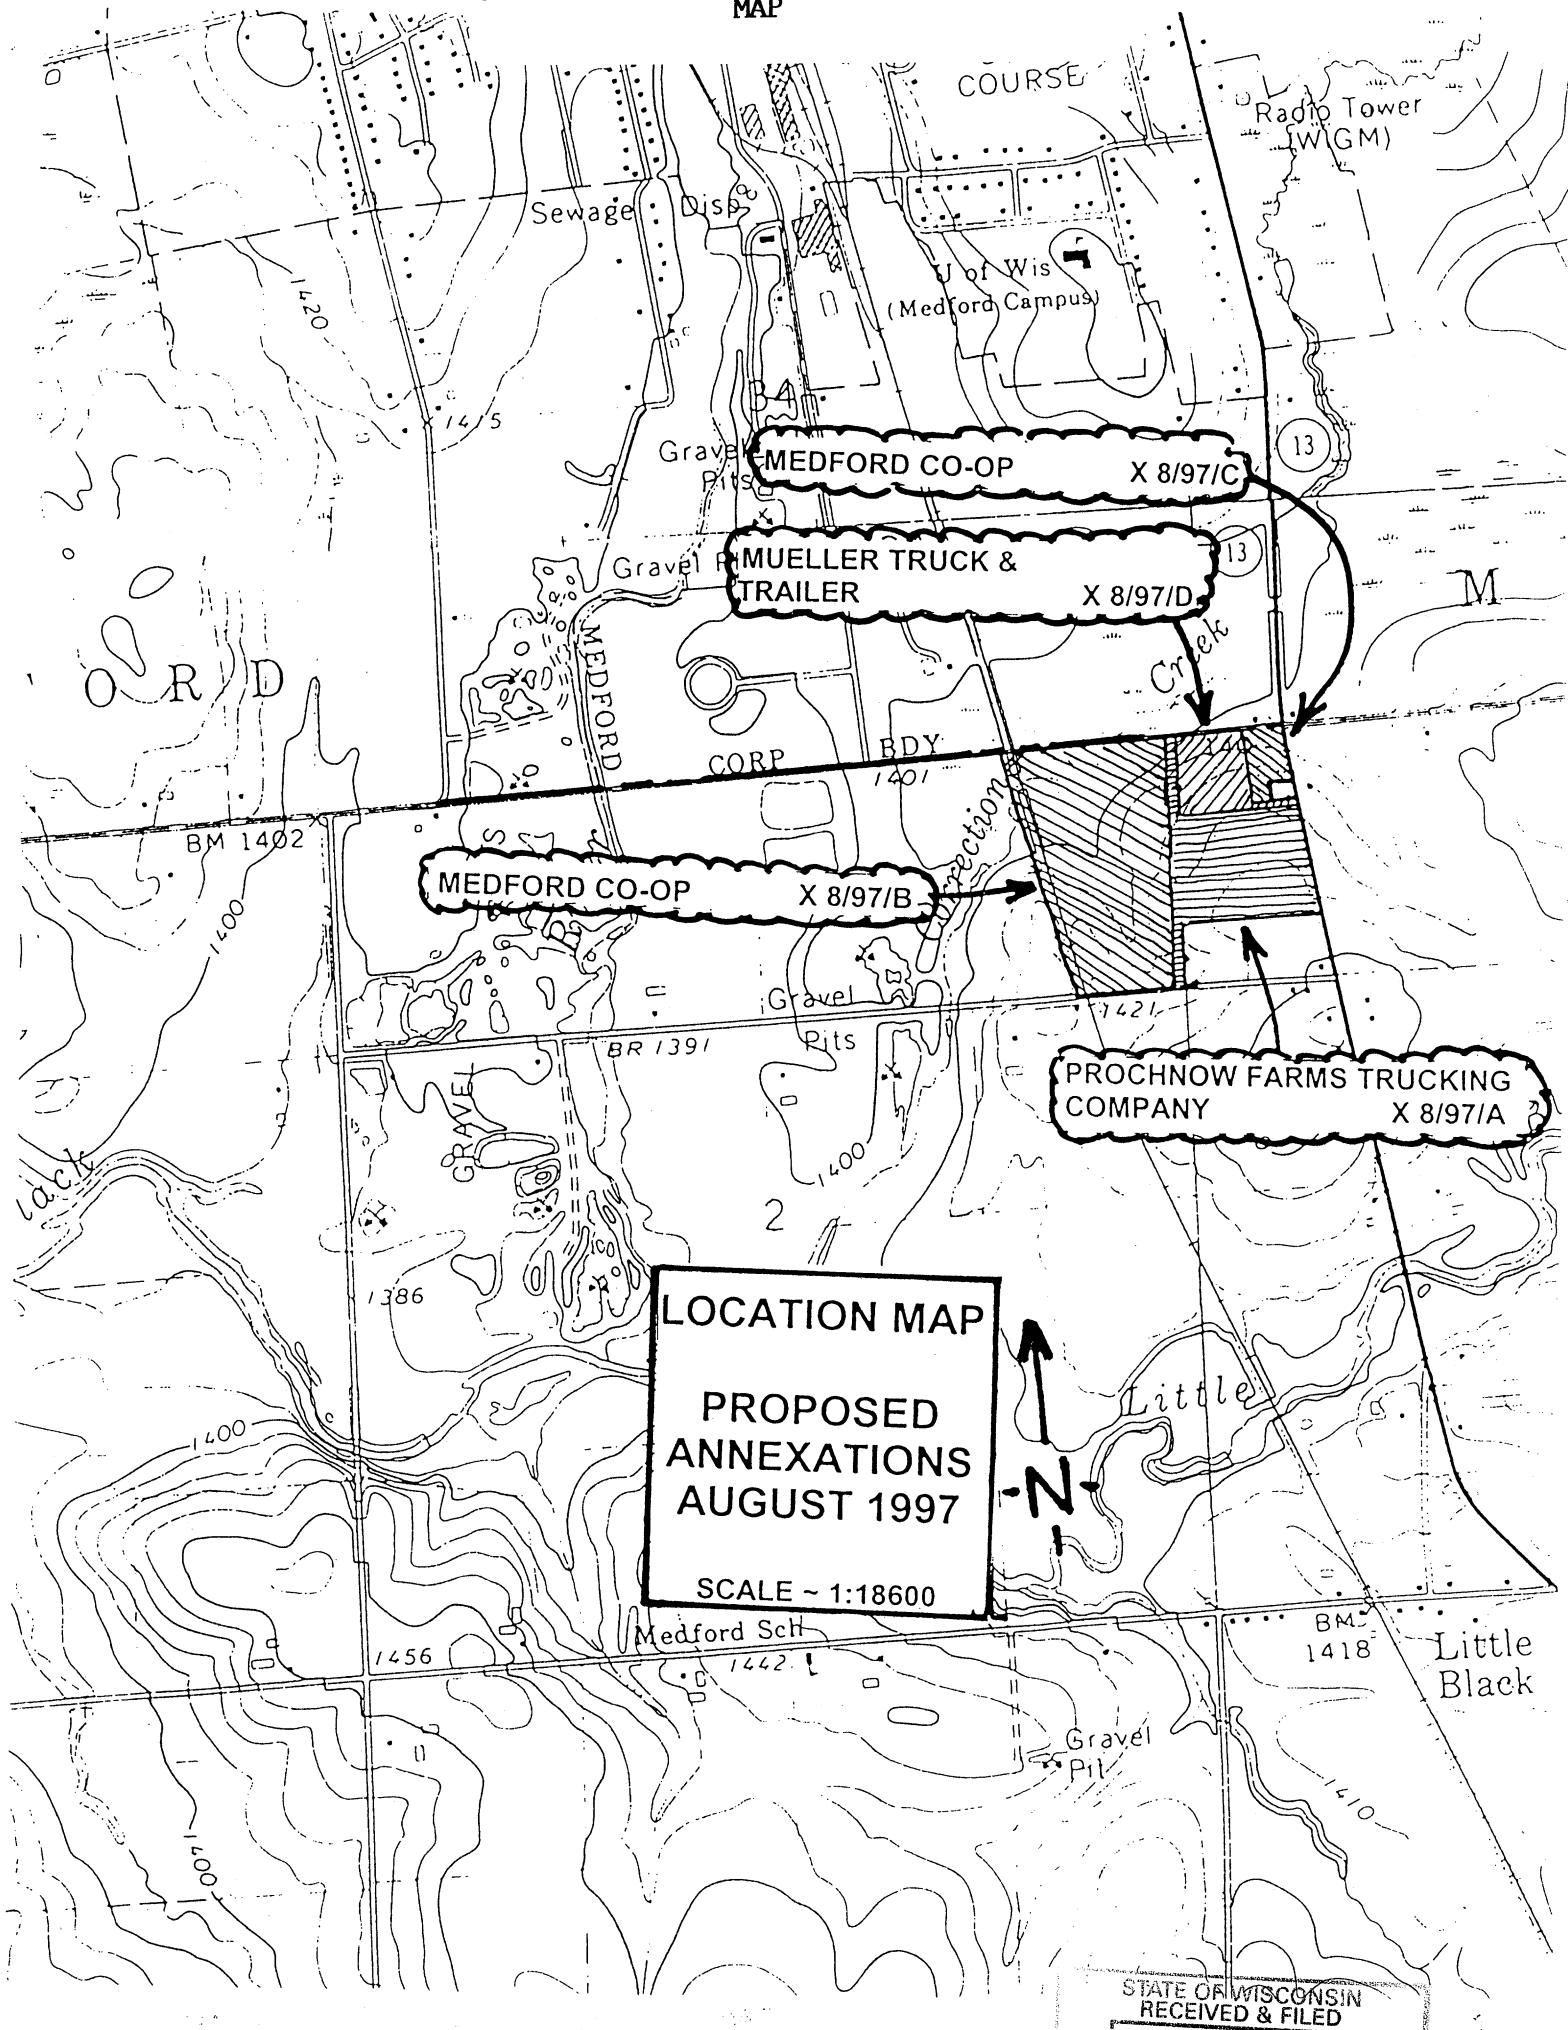 MAP
COURSE
Radio Tower
(WIGM)
Sewage Disp
U of Wis
(Medford Campus)
1420
34
1415
Gravel
Pits
MEDFORD CO-OP X 8/97/C
13
MUELLER TRUCK &
TRAILER X 8/97/D
13
Gravel
M
MEDFORD
Creek
O R D
CORP BDY
1401
BM 1402
MEDFORD CO-OP X 8/97/B
1400
Gravel
Pits
1421
BR 1391
PROCHNOW FARMS TRUCKING
COMPANY X 8/97/A
GRAVEL
1400
2
1386
LOCATION MAP
PROPOSED
ANNEXATIONS
AUGUST 1997
SCALE ~ 1:18600
-N-
Little
1400
Medford Sch
1442
1456
BM
1418
Little
Black
Gravel
Pit
1410
1400
STATE OF WISCONSIN
RECEIVED & FILED